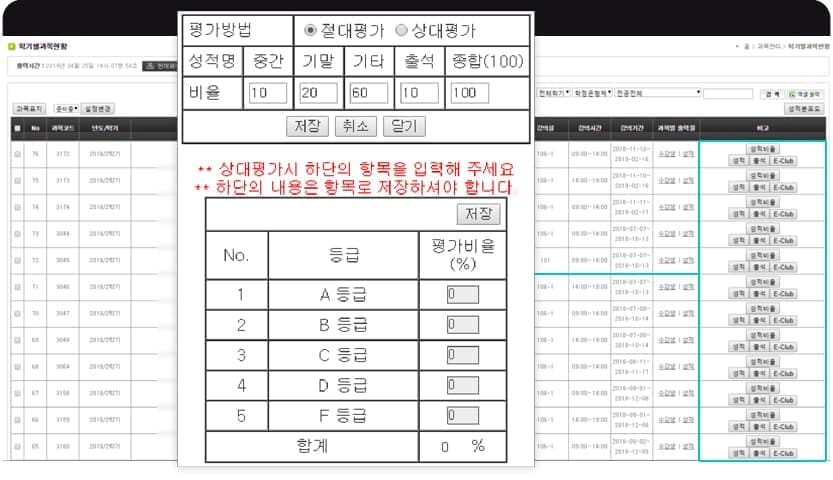 평가방법 절대평가 상대평가
성적명 중간 기말 기타 출석 종합(100)
비율 10 20 60 10 100
저장 취소 닫기
** 상대평가시 하단의 항목을 입력해 주세요
** 하단의 내용은 항목로 저장하셔야 합니다
저장
No. 등급 평가비율
(%)
1 A 등급 0
2 B 등급 0
3 C 등급 0
4 D 등급 0
5 F 등급 0
합계 0 %
학기별과목현황
홈 > 과목관리 > 학기별과목현황
출력시간 : 2019년 04월 25일 14시 07분
전체학기 학점은행제 전공전체 검색 엑셀출력
과목표지 준비중 설정변경 성적분포도
No 과목코드 년도/학기 강의실 강의시간 강의기간 과목별 출력물 비고
76 3172 2018/2학기 106-1 09:00~14:00 2018-11-10~ 수강생 | 성적 성적비율
2019-02-16 성적 출석 E-Club
75 3173 2018/2학기 106-1 14:00~19:00 2018-11-10~ 수강생 | 성적 성적비율
2019-02-16 성적 출석 E-Club
74 3174 2018/2학기 106-1 09:00~14:00 2018-11-11~ 수강생 | 성적 성적비율
2019-02-17 성적 출석 E-Club
73 3044 2018/2학기 106-1 2018-07-07~ 수강생 | 성적 성적비율
2018-10-13 성적 출석 E-Club
72 3045 2018/2학기 101 09:00~14:00 2018-07-07~ 수강생 | 성적 성적비율
2018-10-13 성적 출석 E-Club
71 3046 2018/2학기 106-1 14:00~19:00 2018-07-07~ 수강생 | 성적 성적비율
2018-10-13 성적 출석 E-Club
70 3047 2018/2학기 106-1 09:00~14:00 2018-07-08~ 수강생 | 성적 성적비율
2018-10-14 성적 출석 E-Club
69 3048 2018/2학기 106-1 14:00~19:00 2018-07-08~ 수강생 | 성적 성적비율
2018-10-14 성적 출석 E-Club
68 3064 2018/2학기 106-1 09:00~14:00 2018-08-11~ 수강생 | 성적 성적비율
2018-11-17 성적 출석 E-Club
67 3158 2018/2학기 106-1 09:00~14:00 2018-09-01~ 수강생 | 성적 성적비율
2018-12-08 성적 출석 E-Club
66 3159 2018/2학기 106-1 14:00~19:00 2018-09-01~ 수강생 | 성적 성적비율
2018-12-08 성적 출석 E-Club
65 3160 2018/2학기 106-1 09:00~14:00 2018-09-02~ 수강생 | 성적 성적비율
2018-12-09 성적 출석 E-Club